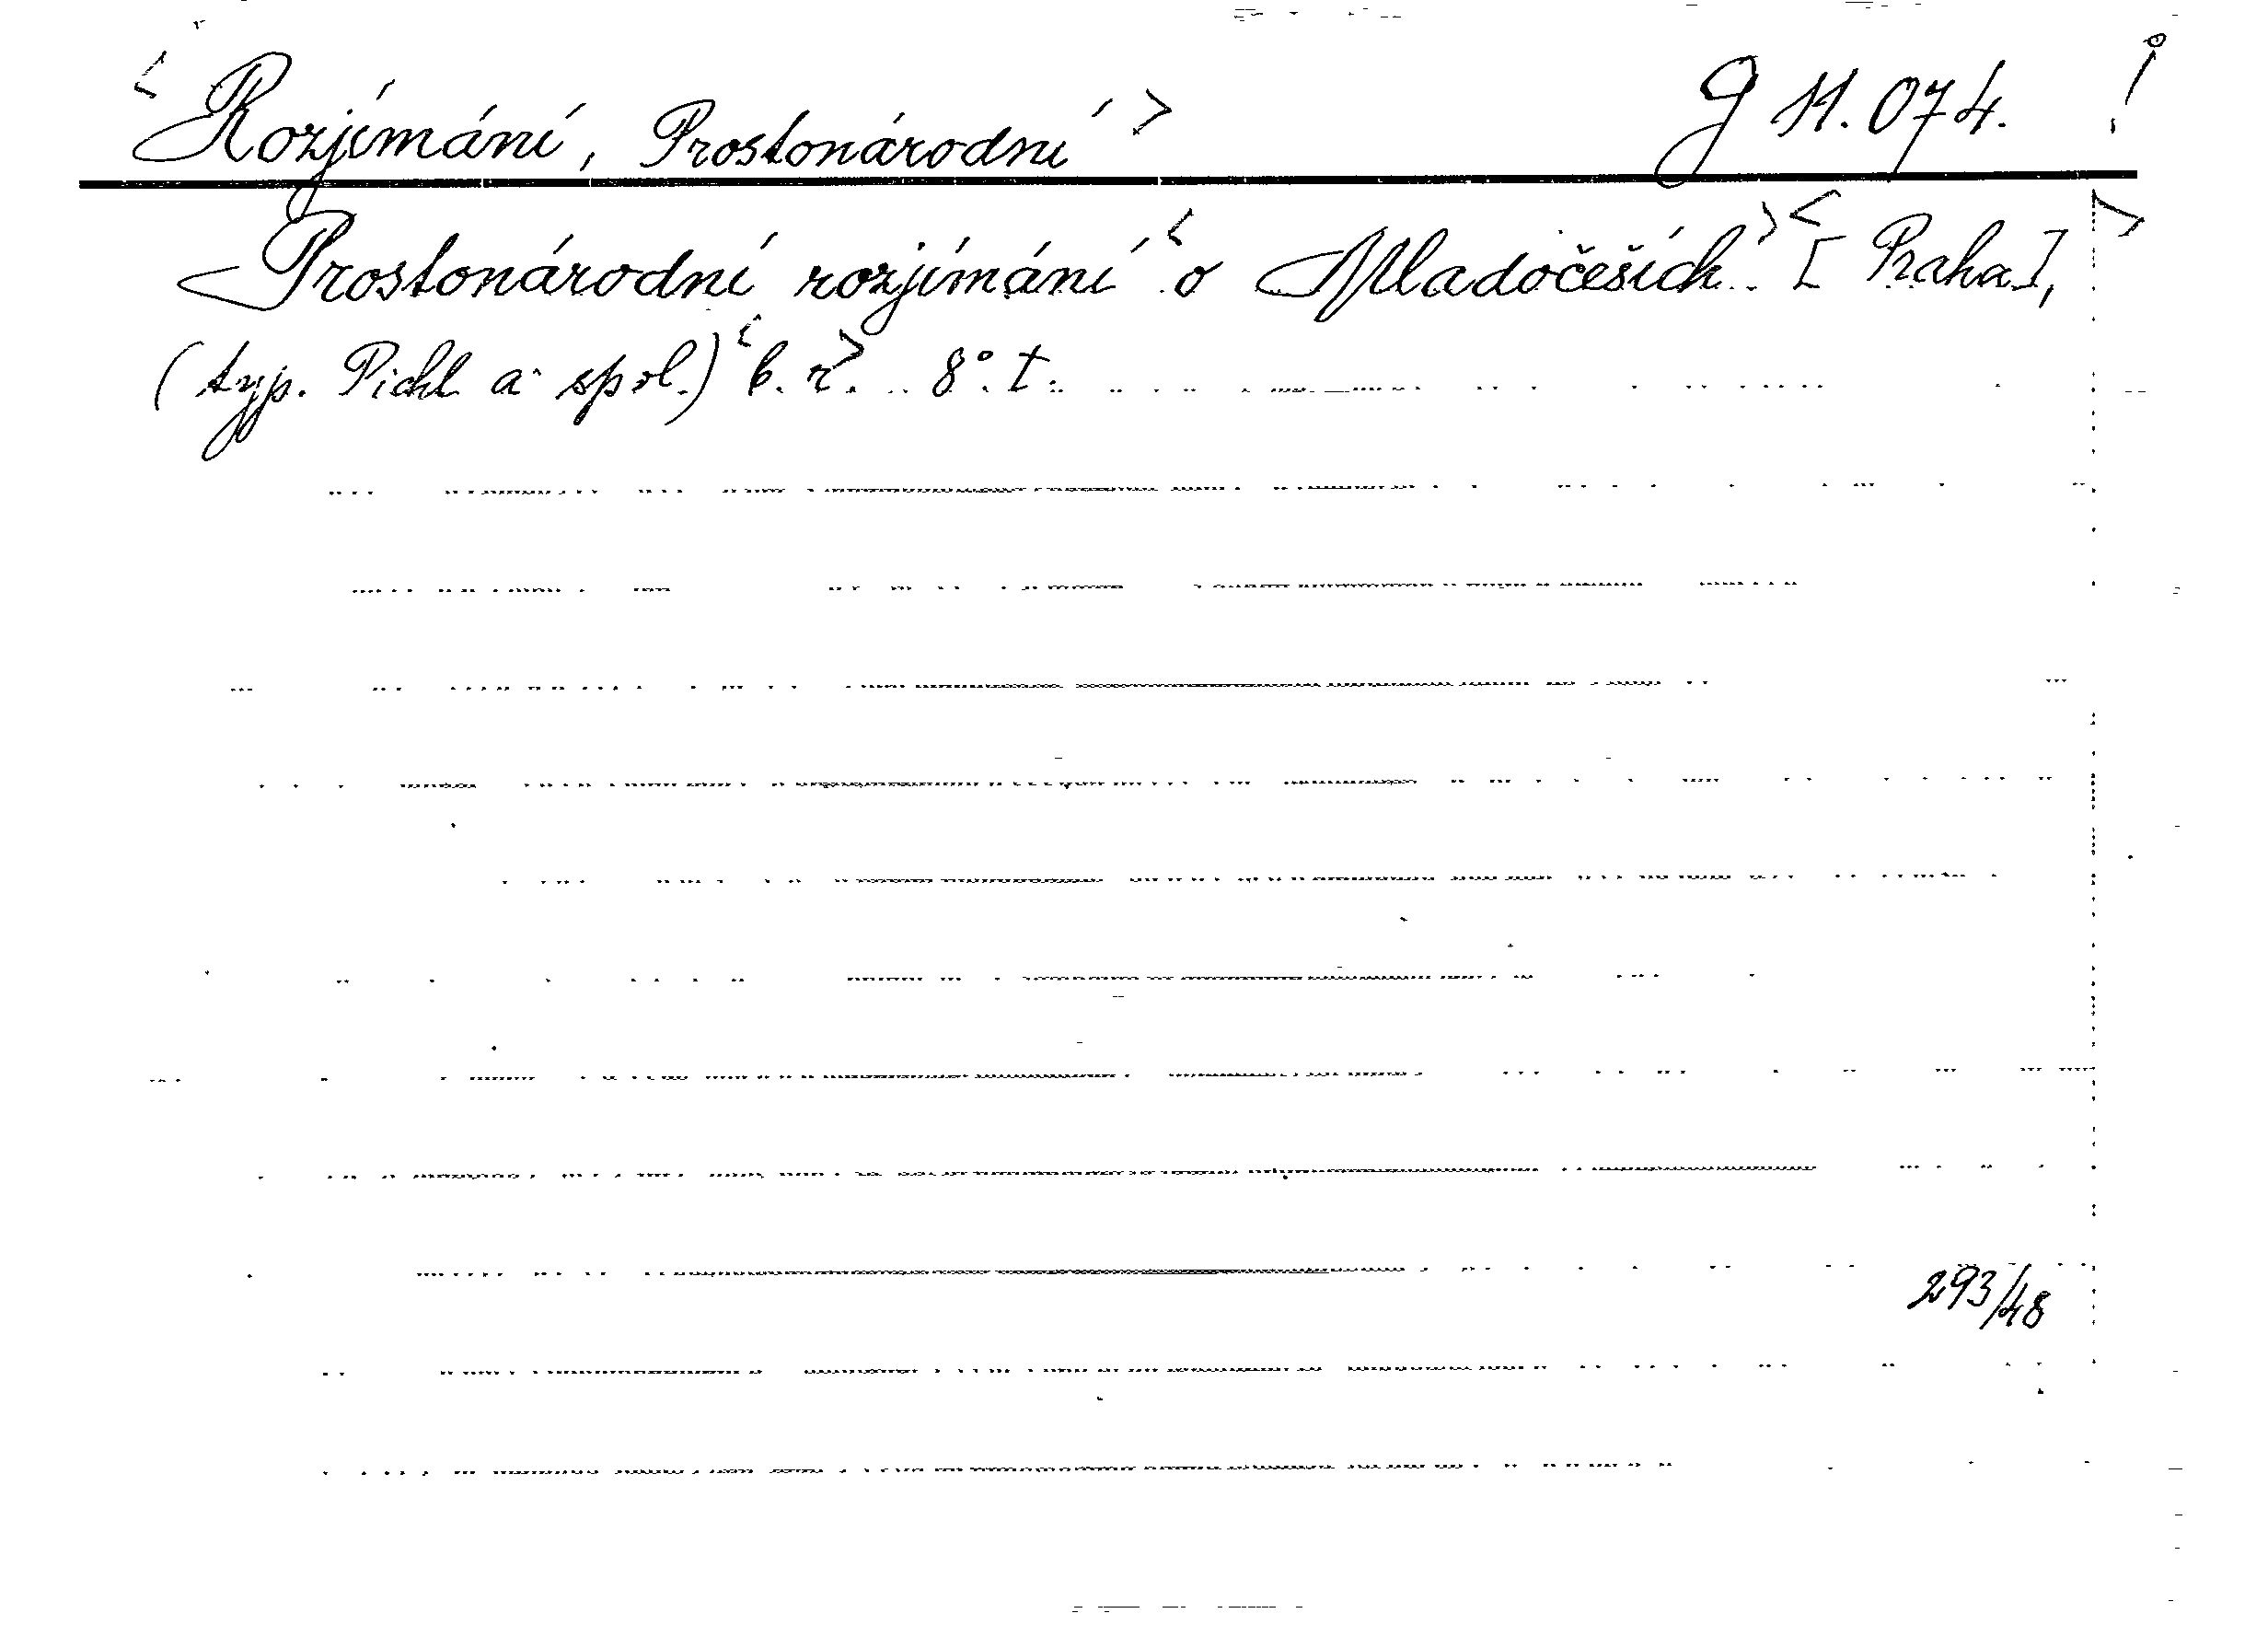 <Rozjímání, Prostonárodní> g 11.074. !
Prostonárodní rozjímání <o Mladočeších.> <[Praha],>
(typ. Pichl a spol.) <b. r.> 8°. t.
293/48